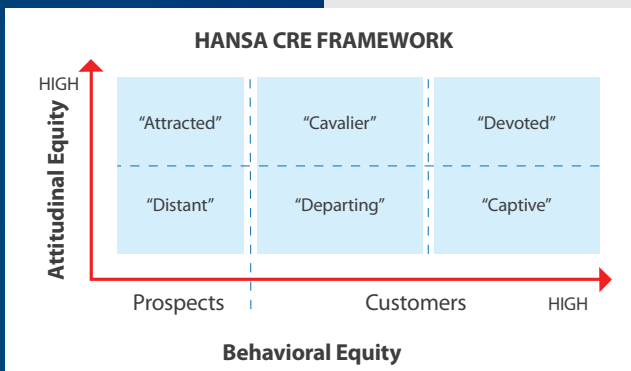 HANSA CRE FRAMEWORK
HIGH
Attitudinal Equity
“Attracted” “Cavalier” “Devoted”
“Distant” “Departing” “Captive”
Prospects Customers HIGH
Behavioral Equity